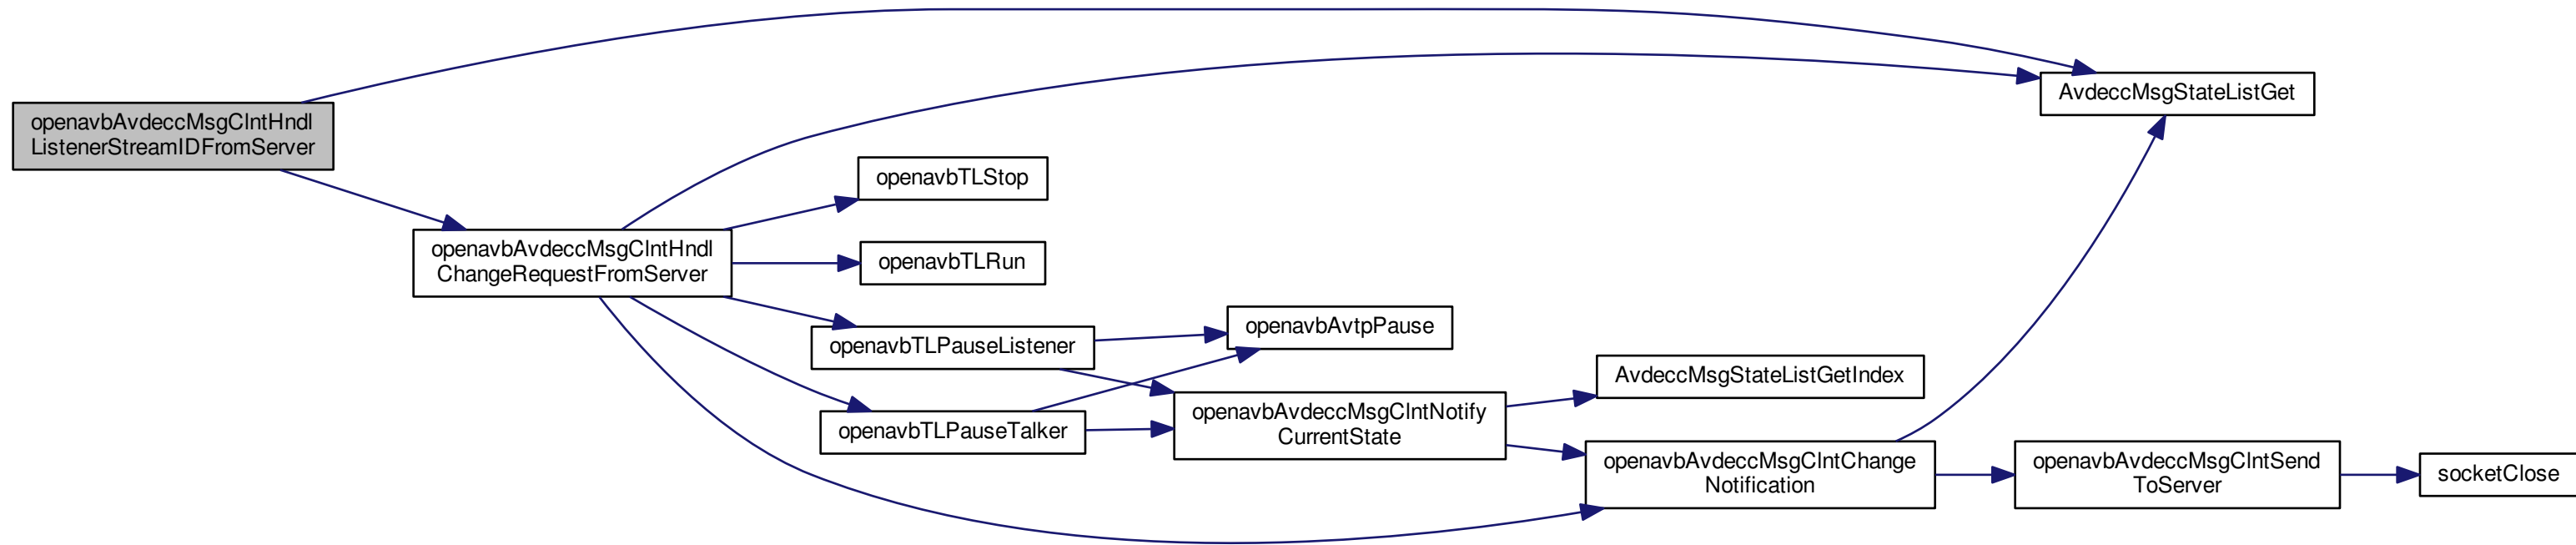 openavbAvdeccMsgClntHndl
ListenerStreamIDFromServer
openavbAvdeccMsgClntHndl
ChangeRequestFromServer
AvdeccMsgStateListGet
openavbTLStop
openavbTLRun
openavbTLPauseListener
openavbTLPauseTalker
openavbAvtpPause
openavbAvdeccMsgClntNotify
CurrentState
AvdeccMsgStateListGetIndex
openavbAvdeccMsgClntChange
Notification
openavbAvdeccMsgClntSend
ToServer
socketClose